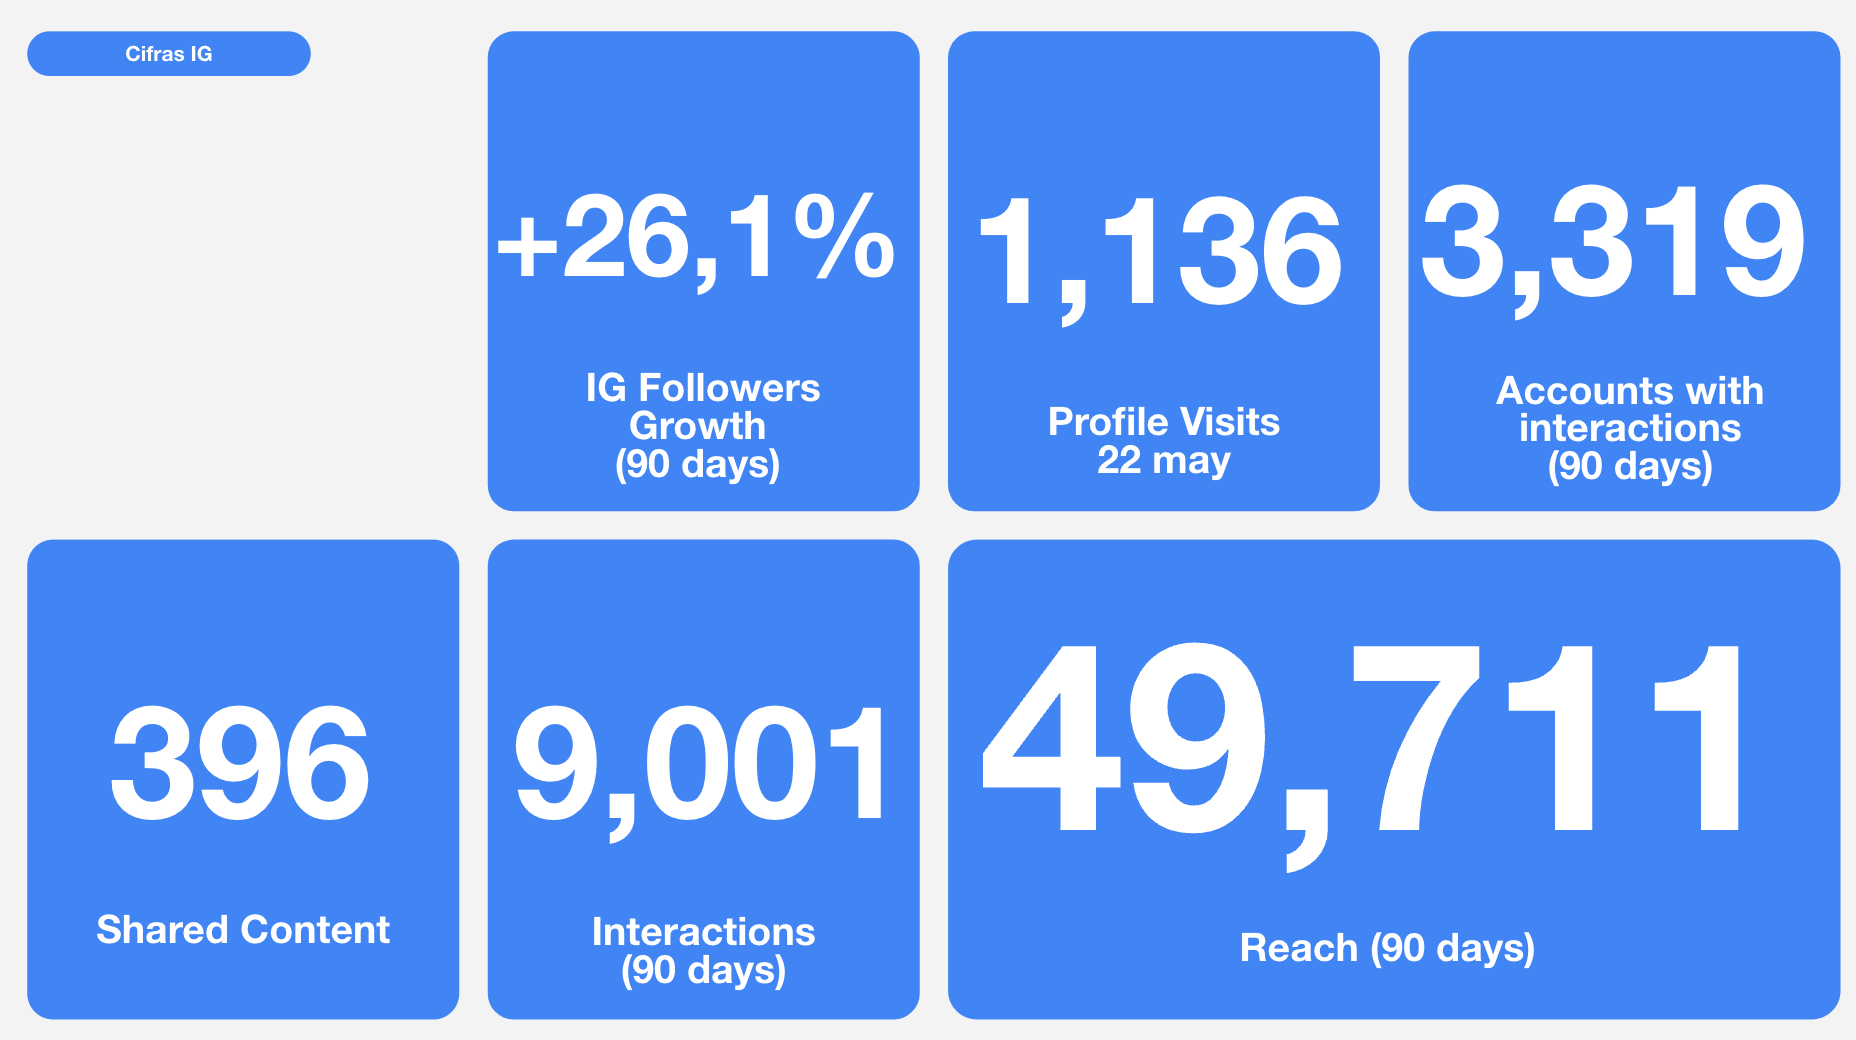 Cifras IG
+26,1%
IG Followers
Growth
(90 days)
1,136
Profile Visits
22 may
3,319
Accounts with
interactions
(90 days)
396
Shared Content
9,001
Interactions
(90 days)
49,711
Reach (90 days)